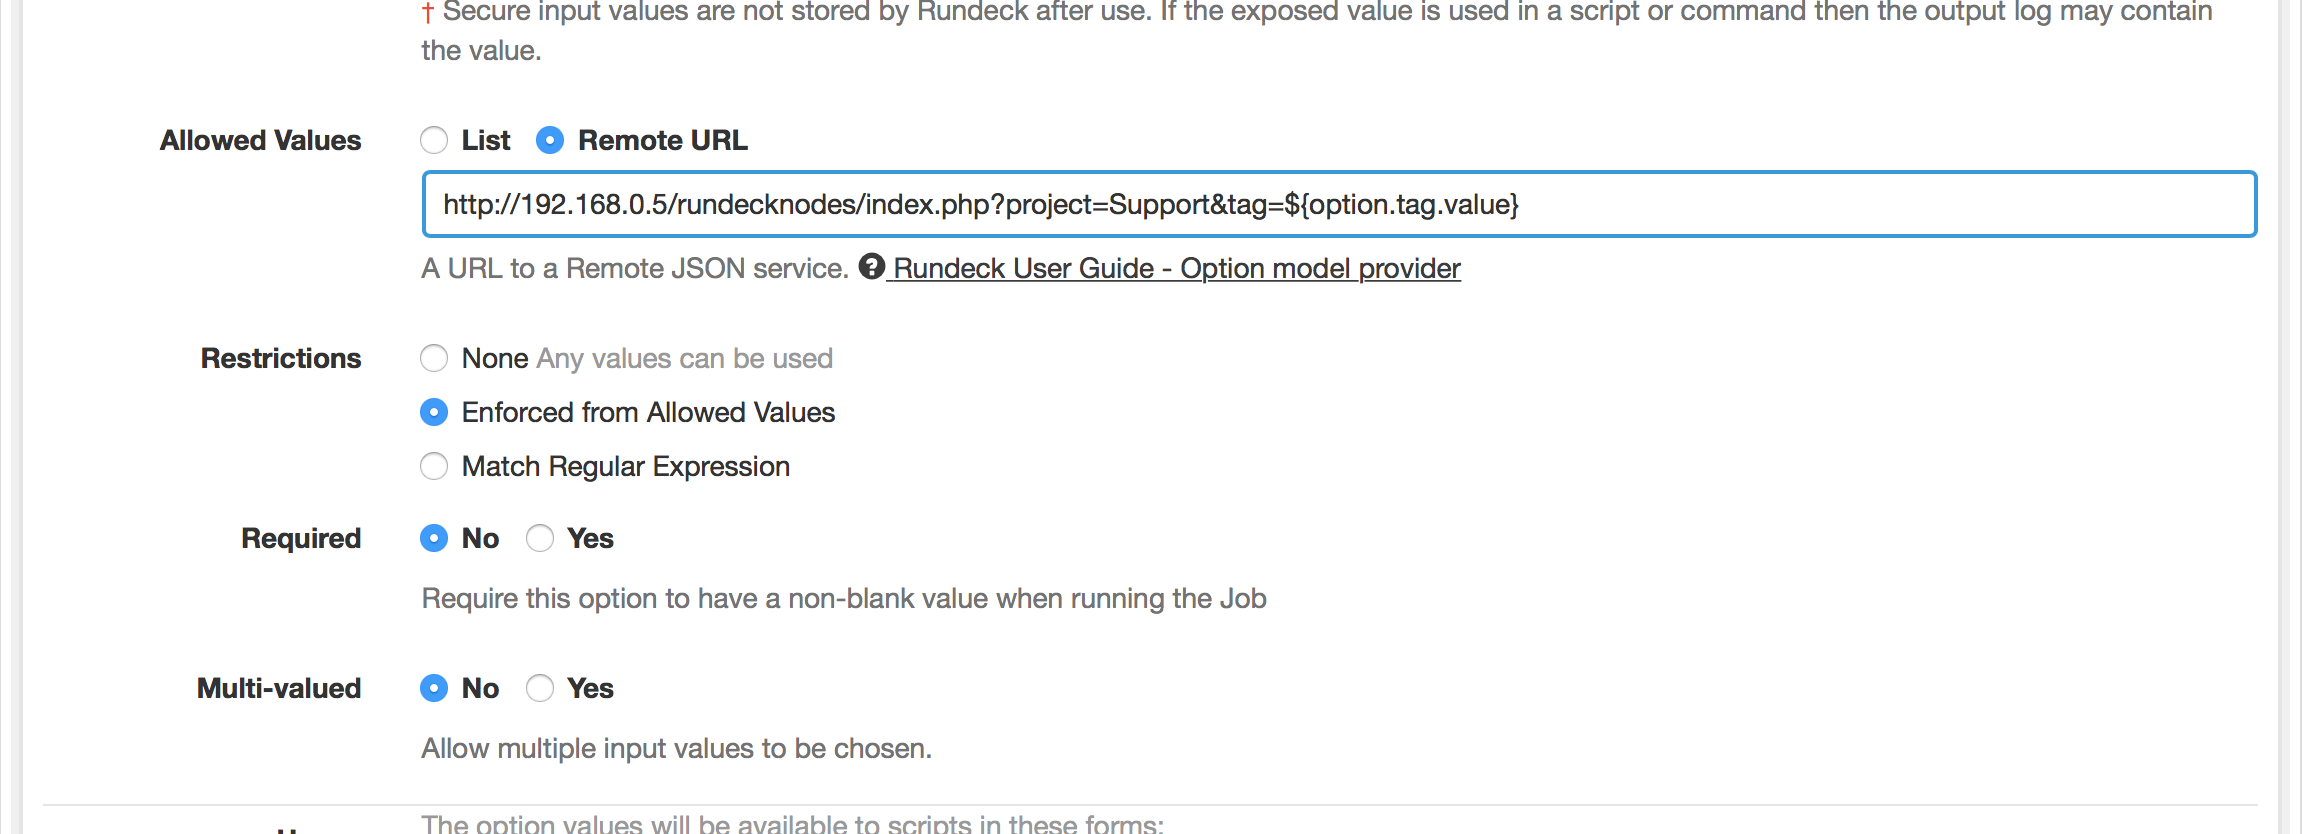 † Secure input values are not stored by Rundeck after use. If the exposed value is used in a script or command then the output log may contain
the value.
Allowed Values List Remote URL
http://192.168.0.5/rundecknodes/index.php?project=Support&tag=${option.tag.value}
A URL to a Remote JSON service. ? Rundeck User Guide - Option model provider
Restrictions None Any values can be used
Enforced from Allowed Values
Match Regular Expression
Required No Yes
Require this option to have a non-blank value when running the Job
Multi-valued No Yes
Allow multiple input values to be chosen.
The option values will be available to scripts in these forms: